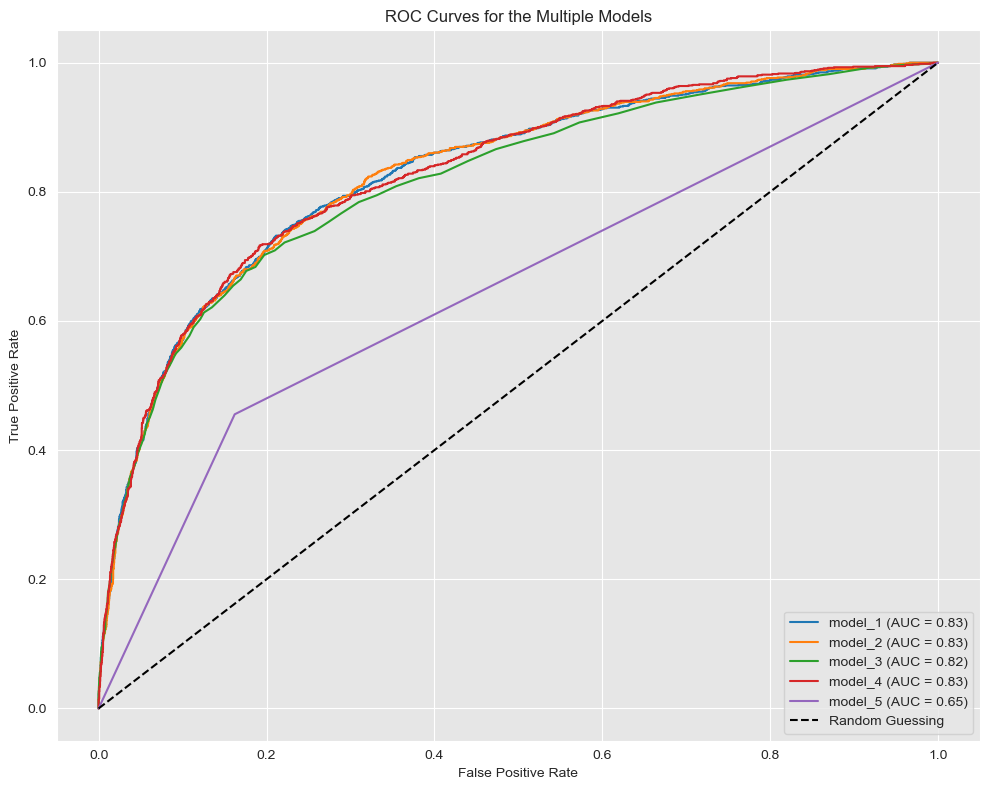 ROC Curves for the Multiple Models
True Positive Rate
1.0
0.8
0.6
0.4
0.2
0.0
0.0 0.2 0.4 0.6 0.8 1.0
False Positive Rate
model_1 (AUC = 0.83)
model_2 (AUC = 0.83)
model_3 (AUC = 0.82)
model_4 (AUC = 0.83)
model_5 (AUC = 0.65)
Random Guessing